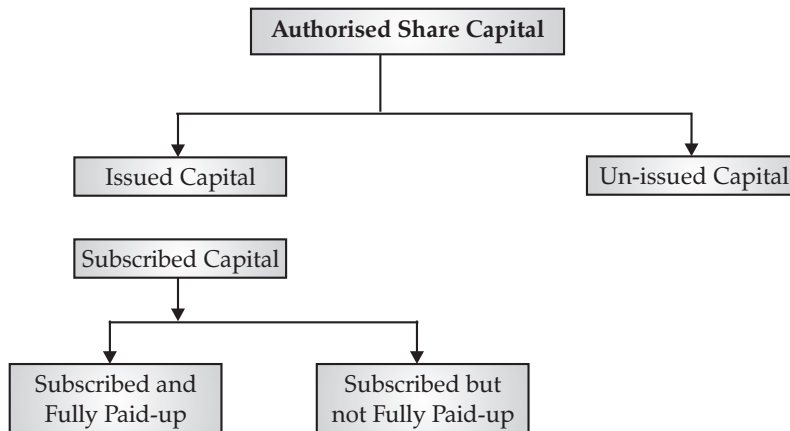 Authorised Share Capital
Issued Capital
Un-issued Capital
Subscribed Capital
Subscribed and
Fully Paid-up
Subscribed but
not Fully Paid-up